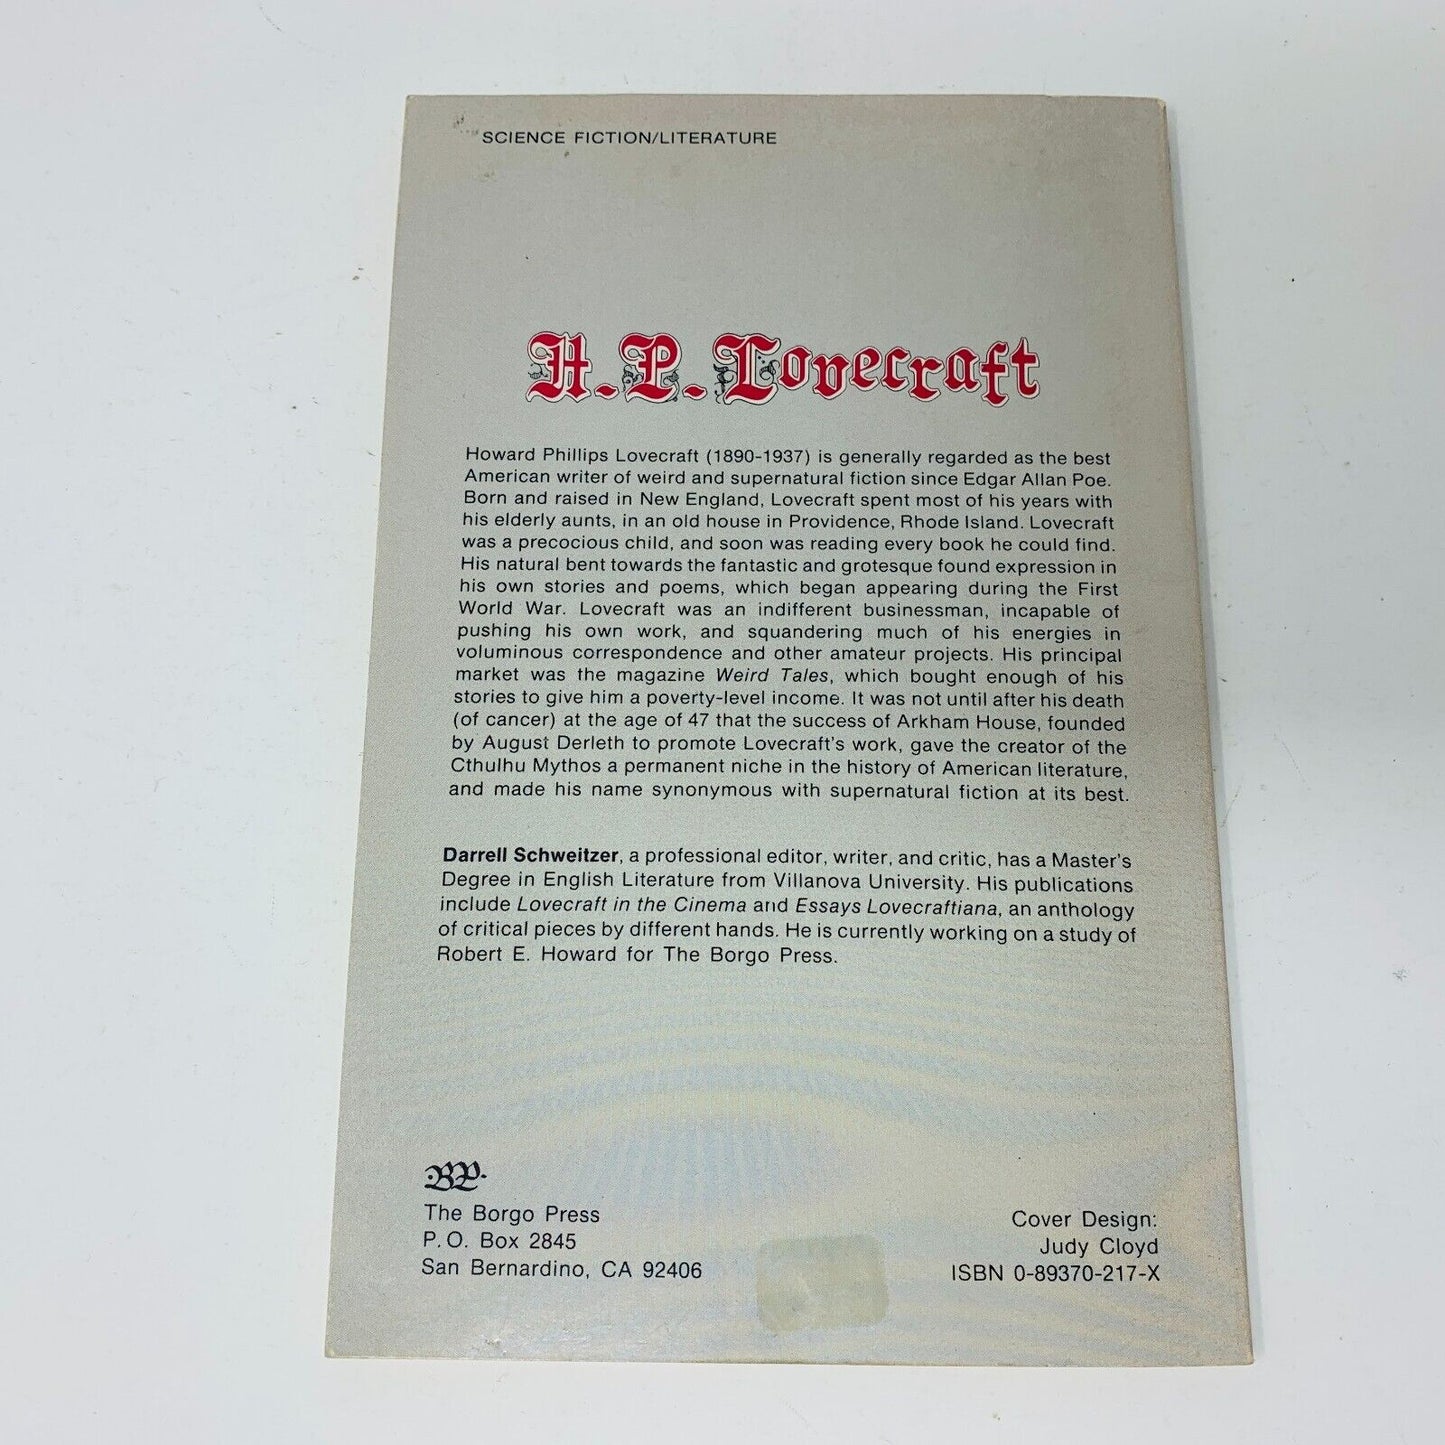 SCIENCE FICTION/LITERATURE
H.P. Lovecraft
Howard Phillips Lovecraft (1890-1937) is generally regarded as the best
American writer of weird and supernatural fiction since Edgar Allan Poe.
Born and raised in New England, Lovecraft spent most of his years with
his elderly aunts, in an old house in Providence, Rhode Island. Lovecraft
was a precocious child, and soon was reading every book he could find.
His natural bent towards the fantastic and grotesque found expression in
his own stories and poems, which began appearing during the First
World War. Lovecraft was an indifferent businessman, incapable of
pushing his own work, and squandering much of his energies in
voluminous correspondence and other amateur projects. His principal
market was the magazine Weird Tales, which bought enough of his
stories to give him a poverty-level income. It was not until after his death
(of cancer) at the age of 47 that the success of Arkham House, founded
by August Derleth to promote Lovecraft's work, gave the creator of the
Cthulhu Mythos a permanent niche in the history of American literature,
and made his name synonymous with supernatural fiction at its best.
Darrell Schweitzer, a professional editor, writer, and critic, has a Master's
Degree in English Literature from Villanova University. His publications
include Lovecraft in the Cinema and Essays Lovecraftiana, an anthology
of critical pieces by different hands. He is currently working on a study of
Robert E. Howard for The Borgo Press.
BP
The Borgo Press
P.O. Box 2845
San Bernardino, CA 92406
Cover Design:
Judy Cloyd
ISBN 0-89370-217-X